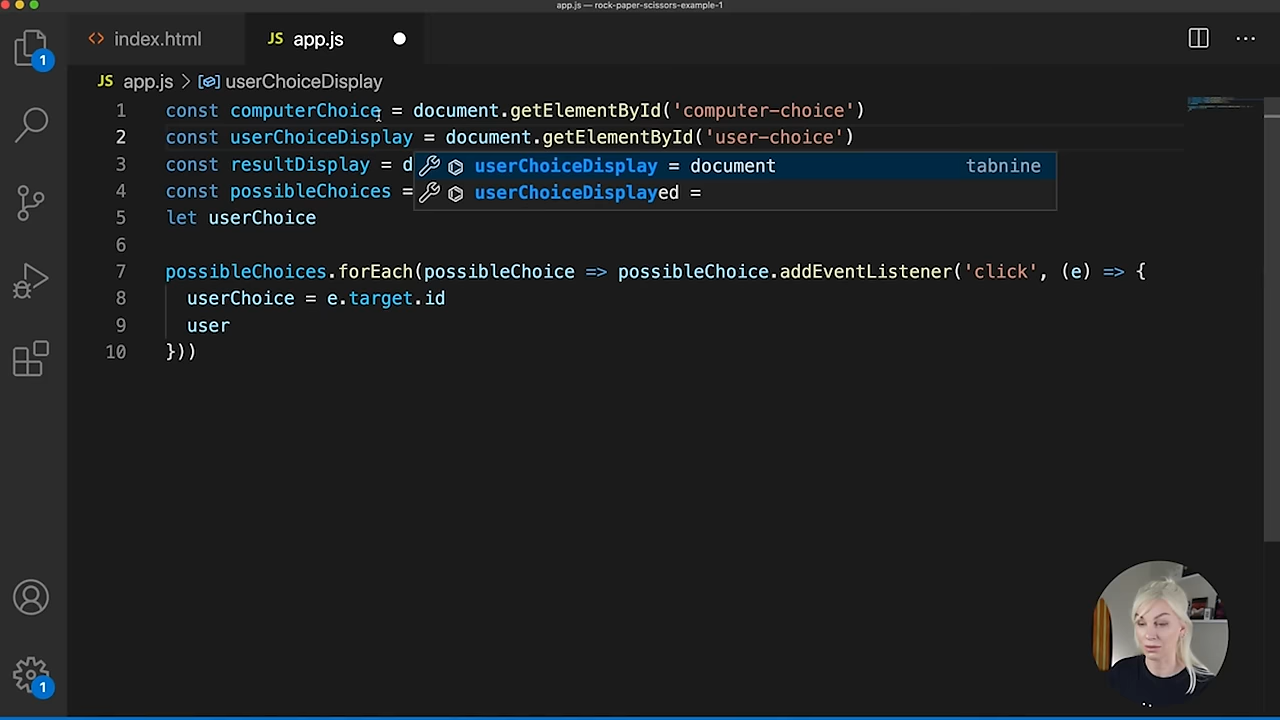 app.js — rock-paper-scissors-example-1
index.html
JS app.js
1
JS app.js > userChoiceDisplay
1 const computerChoice = document.getElementById('computer-choice')
2 const userChoiceDisplay = document.getElementById('user-choice')
3 const resultDisplay = d
userChoiceDisplay = document tabnine
4 const possibleChoices =
userChoiceDisplayed =
5 let userChoice
6
7 possibleChoices.forEach(possibleChoice => possibleChoice.addEventListener('click', (e) => {
8 userChoice = e.target.id
9 user
10 }))
1